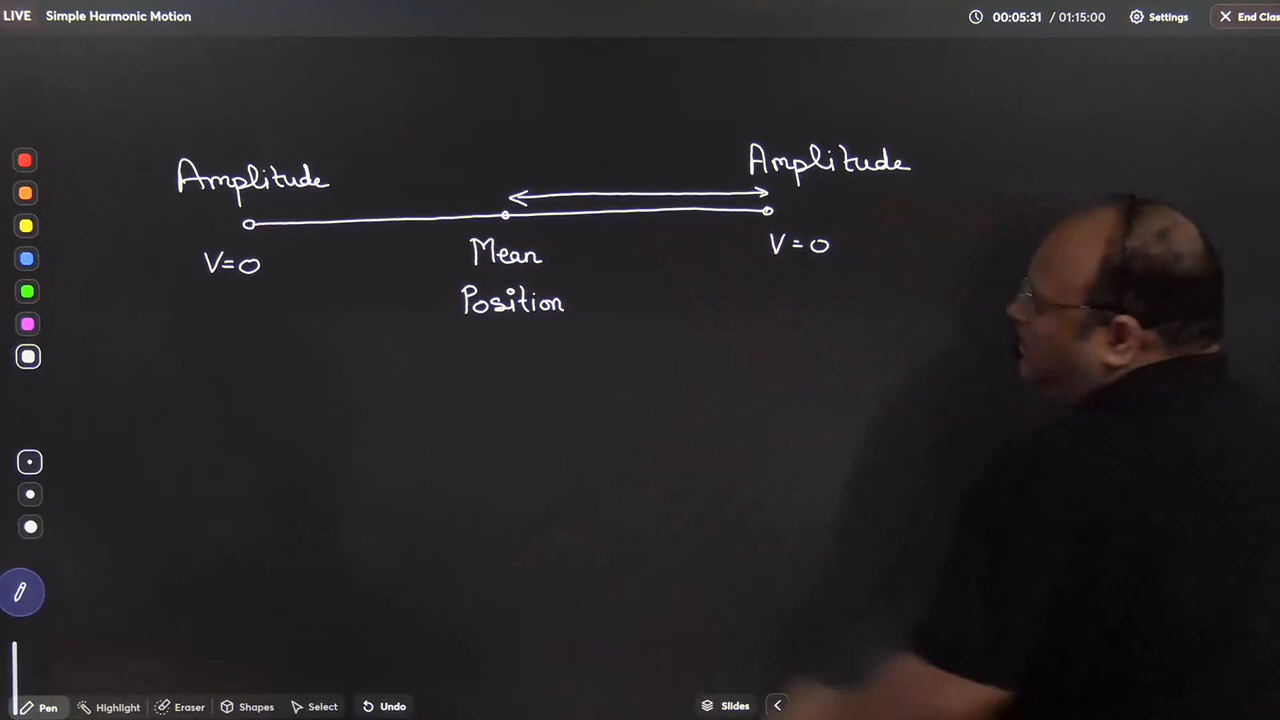 LIVE Simple Harmonic Motion
00:05:31 / 01:15:00 Settings End Clas
Amplitude
Amplitude
V=0
Mean
Position
V=0
Pen Highlight Eraser Shapes Select Undo Slides